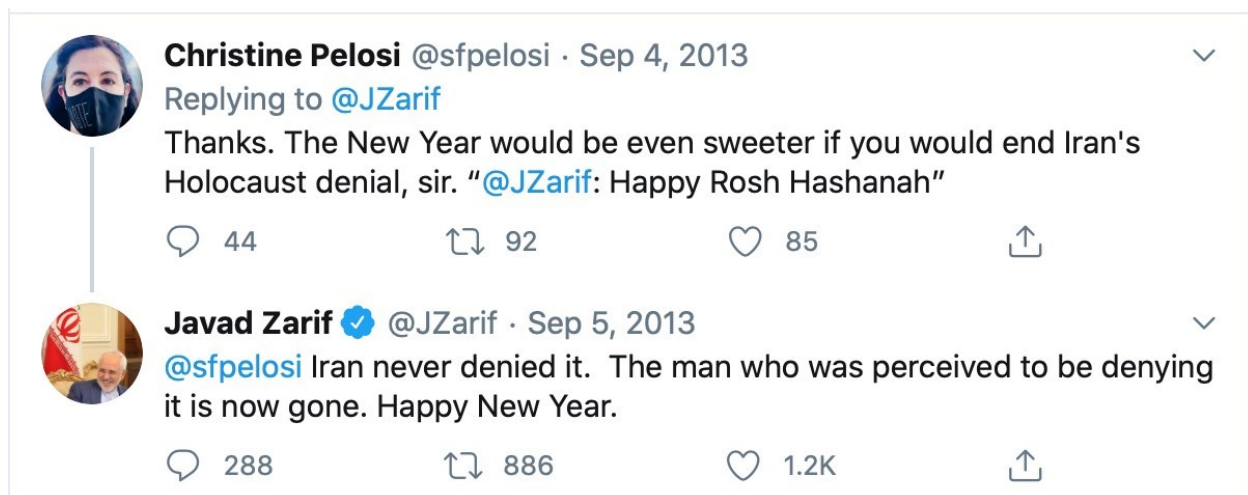 Christine Pelosi @sfpelosi · Sep 4, 2013
Replying to @JZarif
Thanks. The New Year would be even sweeter if you would end Iran's
Holocaust denial, sir. “@JZarif: Happy Rosh Hashanah”
44 92 85
Javad Zarif @JZarif · Sep 5, 2013
@sfpelosi Iran never denied it.  The man who was perceived to be denying
it is now gone. Happy New Year.
288 886 1.2K